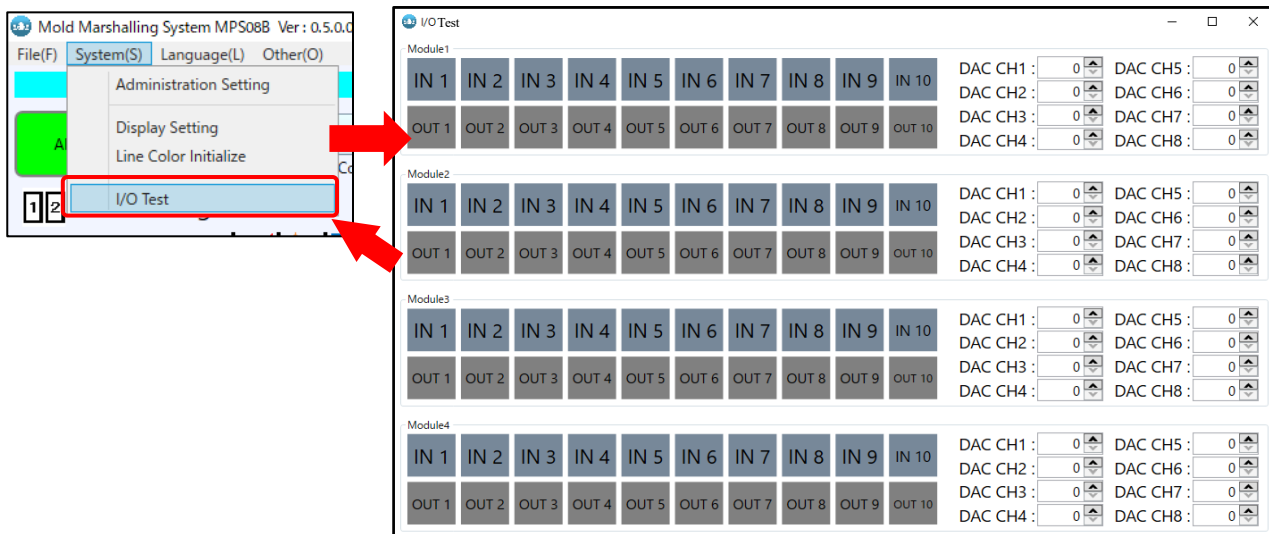 Mold Marshalling System MPS08B Ver : 0.5.0.0
File(F) System(S) Language(L) Other(O)
Administration Setting
Display Setting
Line Color Initialize
I/O Test
1 2
I/O Test
Module1
IN 1 IN 2 IN 3 IN 4 IN 5 IN 6 IN 7 IN 8 IN 9 IN 10
OUT 1 OUT 2 OUT 3 OUT 4 OUT 5 OUT 6 OUT 7 OUT 8 OUT 9 OUT 10
DAC CH1 : 0 DAC CH5 : 0
DAC CH2 : 0 DAC CH6 : 0
DAC CH3 : 0 DAC CH7 : 0
DAC CH4 : 0 DAC CH8 : 0
Module2
IN 1 IN 2 IN 3 IN 4 IN 5 IN 6 IN 7 IN 8 IN 9 IN 10
OUT 1 OUT 2 OUT 3 OUT 4 OUT 5 OUT 6 OUT 7 OUT 8 OUT 9 OUT 10
DAC CH1 : 0 DAC CH5 : 0
DAC CH2 : 0 DAC CH6 : 0
DAC CH3 : 0 DAC CH7 : 0
DAC CH4 : 0 DAC CH8 : 0
Module3
IN 1 IN 2 IN 3 IN 4 IN 5 IN 6 IN 7 IN 8 IN 9 IN 10
OUT 1 OUT 2 OUT 3 OUT 4 OUT 5 OUT 6 OUT 7 OUT 8 OUT 9 OUT 10
DAC CH1 : 0 DAC CH5 : 0
DAC CH2 : 0 DAC CH6 : 0
DAC CH3 : 0 DAC CH7 : 0
DAC CH4 : 0 DAC CH8 : 0
Module4
IN 1 IN 2 IN 3 IN 4 IN 5 IN 6 IN 7 IN 8 IN 9 IN 10
OUT 1 OUT 2 OUT 3 OUT 4 OUT 5 OUT 6 OUT 7 OUT 8 OUT 9 OUT 10
DAC CH1 : 0 DAC CH5 : 0
DAC CH2 : 0 DAC CH6 : 0
DAC CH3 : 0 DAC CH7 : 0
DAC CH4 : 0 DAC CH8 : 0